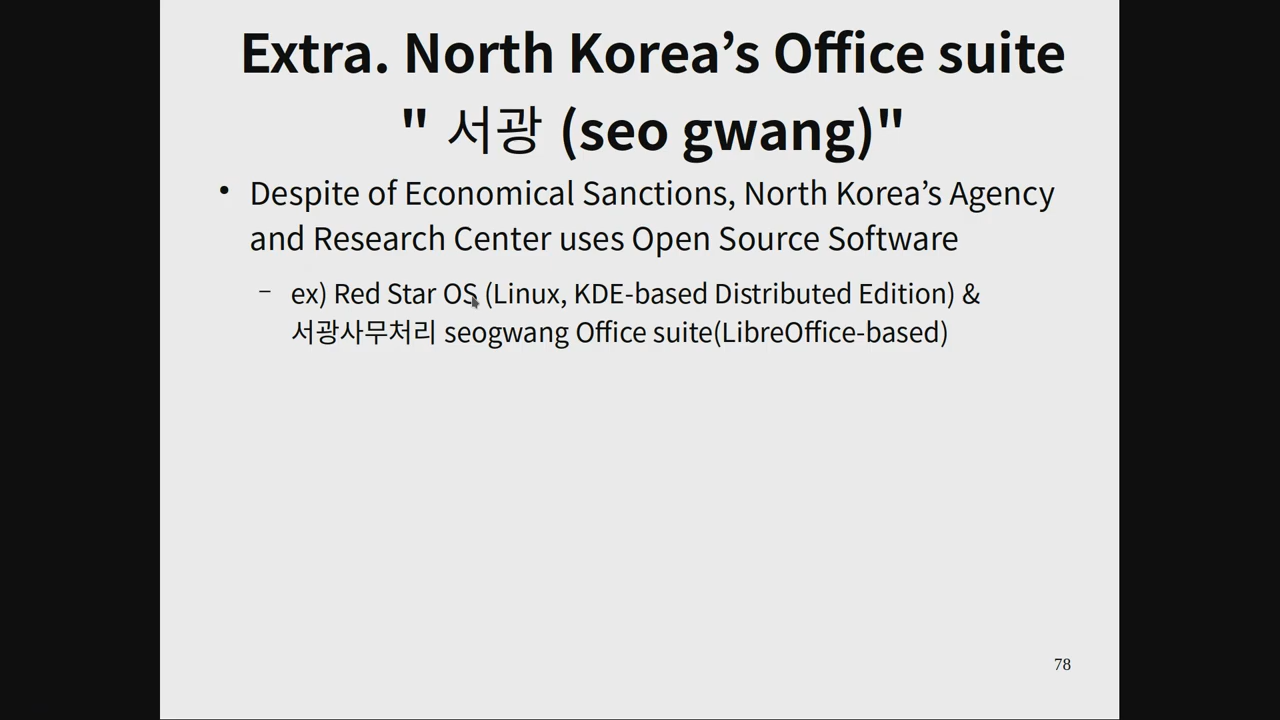 Extra. North Korea’s Office suite
" 서광 (seo gwang)"
• Despite of Economical Sanctions, North Korea’s Agency
and Research Center uses Open Source Software
– ex) Red Star OS (Linux, KDE-based Distributed Edition) &
서광사무처리 seogwang Office suite(LibreOffice-based)
78